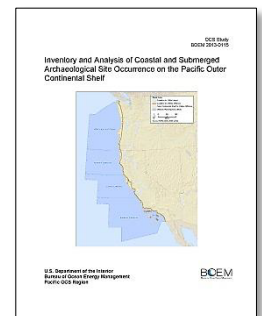 OCS Study
BOEM 2013-0115
Inventory and Analysis of Coastal and Submerged
Archaeological Site Occurrence on the Pacific Outer
Continental Shelf
U.S. Department of the Interior
Bureau of Ocean Energy Management
Pacific OCS Region
BOEM